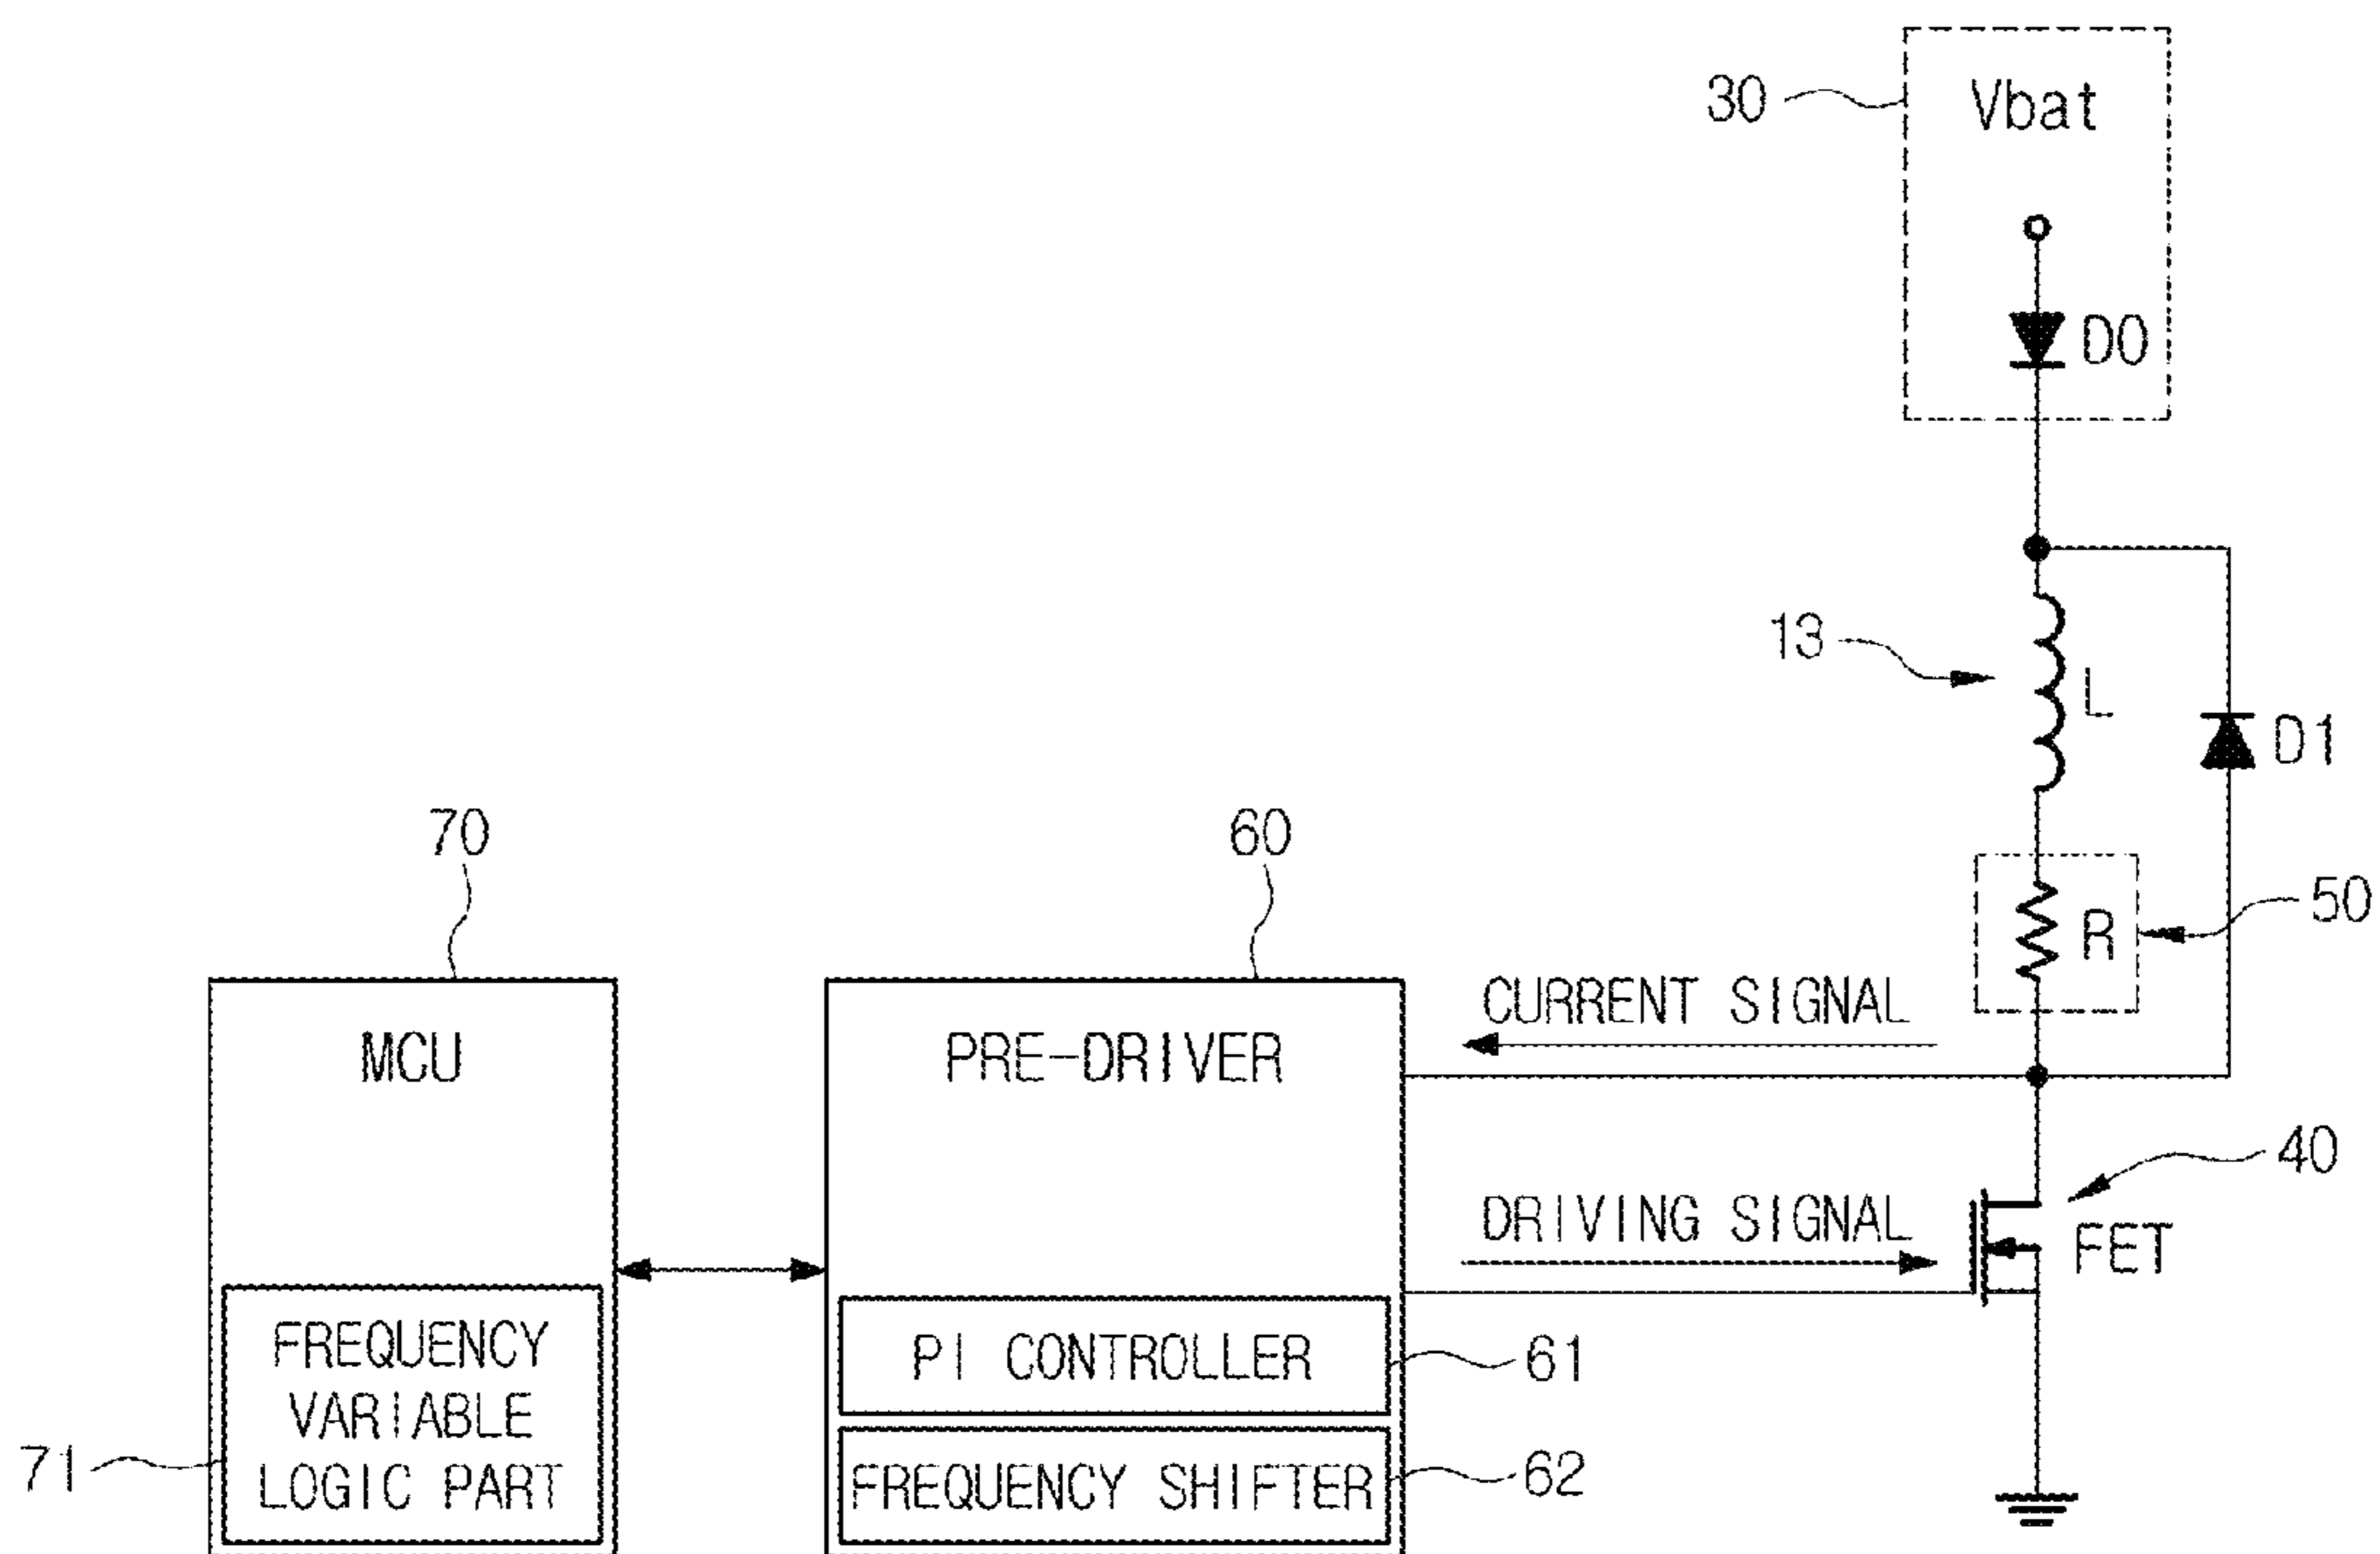 30
Vbat
D0
13
L
D1
70
60
50
R
MCU
PRE-DRIVER
CURRENT SIGNAL
40
DRIVING SIGNAL
FET
FREQUENCY
VARIABLE
LOGIC PART
71
PI CONTROLLER
61
FREQUENCY SHIFTER
62